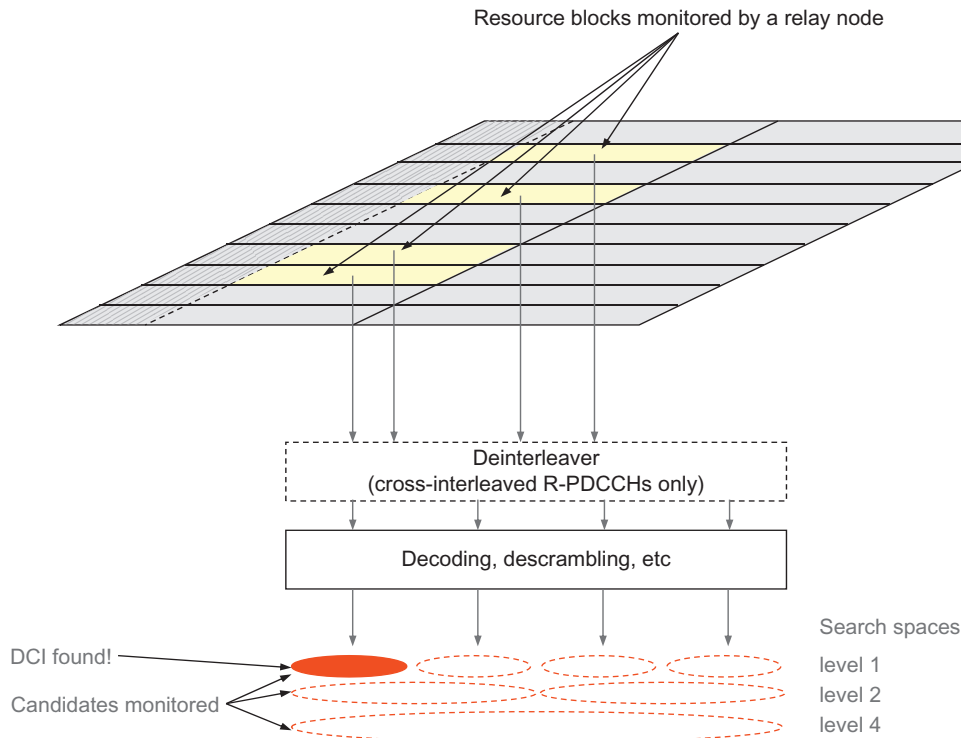 Resource blocks monitored by a relay node
Deinterleaver
(cross-interleaved R-PDCCHs only)
Decoding, descrambling, etc
Search spaces
DCI found!
level 1
Candidates monitored
level 2
level 4